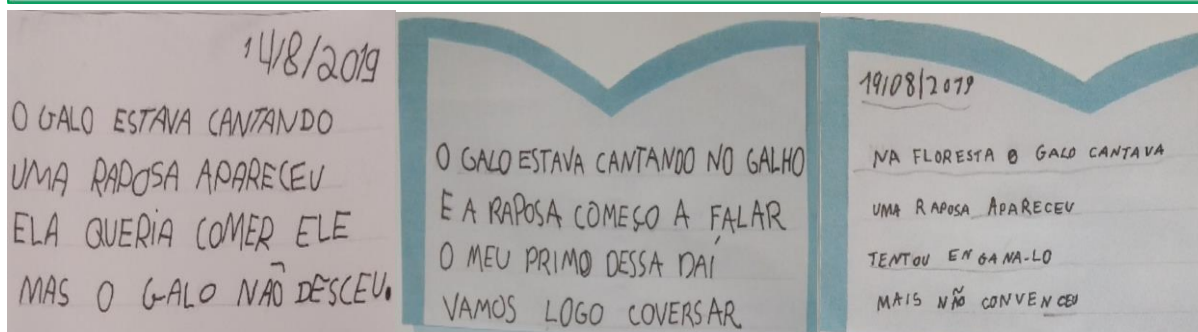 14/8/2019
O GALO ESTAVA CANTANDO
UMA RAPOSA APARECEU
ELA QUERIA COMER ELE
MAS O GALO NÃO DESCEU.
O GALO ESTAVA CANTANDO NO GALHO
E A RAPOSA COMEÇO A FALAR
O MEU PRIMO DESSA DAÍ
VAMOS LOGO COVERSAR
19/08/2019
NA FLORESTA O GALO CANTAVA
UMA RAPOSA APARECEU
TENTOU ENGANA-LO
MAIS NÃO CONVENCEU